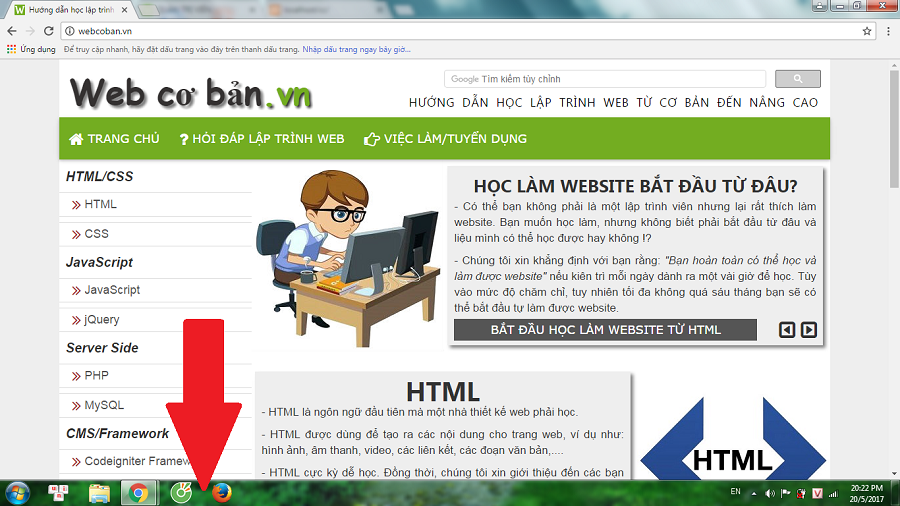 Hướng dẫn học lập trình
webcoban.vn
Ứng dụng
Để truy cập nhanh, hãy đặt dấu trang vào đây trên thanh dấu trang. Nhập dấu trang ngay bây giờ...
Web cơ bản.vn
Google Tìm kiếm tùy chỉnh
HƯỚNG DẪN HỌC LẬP TRÌNH WEB TỪ CƠ BẢN ĐẾN NÂNG CAO
TRANG CHỦ
HỎI ĐÁP LẬP TRÌNH WEB
VIỆC LÀM/TUYỂN DỤNG
HTML/CSS
HTML
CSS
JavaScript
JavaScript
jQuery
Server Side
PHP
MySQL
CMS/Framework
Codeigniter Framew
HỌC LÀM WEBSITE BẮT ĐẦU TỪ ĐÂU?
- Có thể bạn không phải là một lập trình viên nhưng lại rất thích làm
website. Bạn muốn học làm, nhưng không biết phải bắt đầu từ đâu và
liệu mình có thể học được hay không !?
- Chúng tôi xin khẳng định với bạn rằng: "Bạn hoàn toàn có thể học và
làm được website" nếu kiên trì mỗi ngày dành ra một vài giờ để học. Tùy
vào mức độ chăm chỉ, tuy nhiên tối đa không quá sáu tháng bạn sẽ có
thể bắt đầu tự làm được website.
BẮT ĐẦU HỌC LÀM WEBSITE TỪ HTML
HTML
- HTML là ngôn ngữ đầu tiên mà một nhà thiết kế web phải học.
- HTML được dùng để tạo ra các nội dung cho trang web, ví dụ như:
hình ảnh, âm thanh, video, các liên kết, các đoạn văn bản,....
- HTML cực kỳ dễ học. Đồng thời, chúng tôi xin giới thiệu đến các bạn
HTML
EN
20:22 PM
20/5/2017